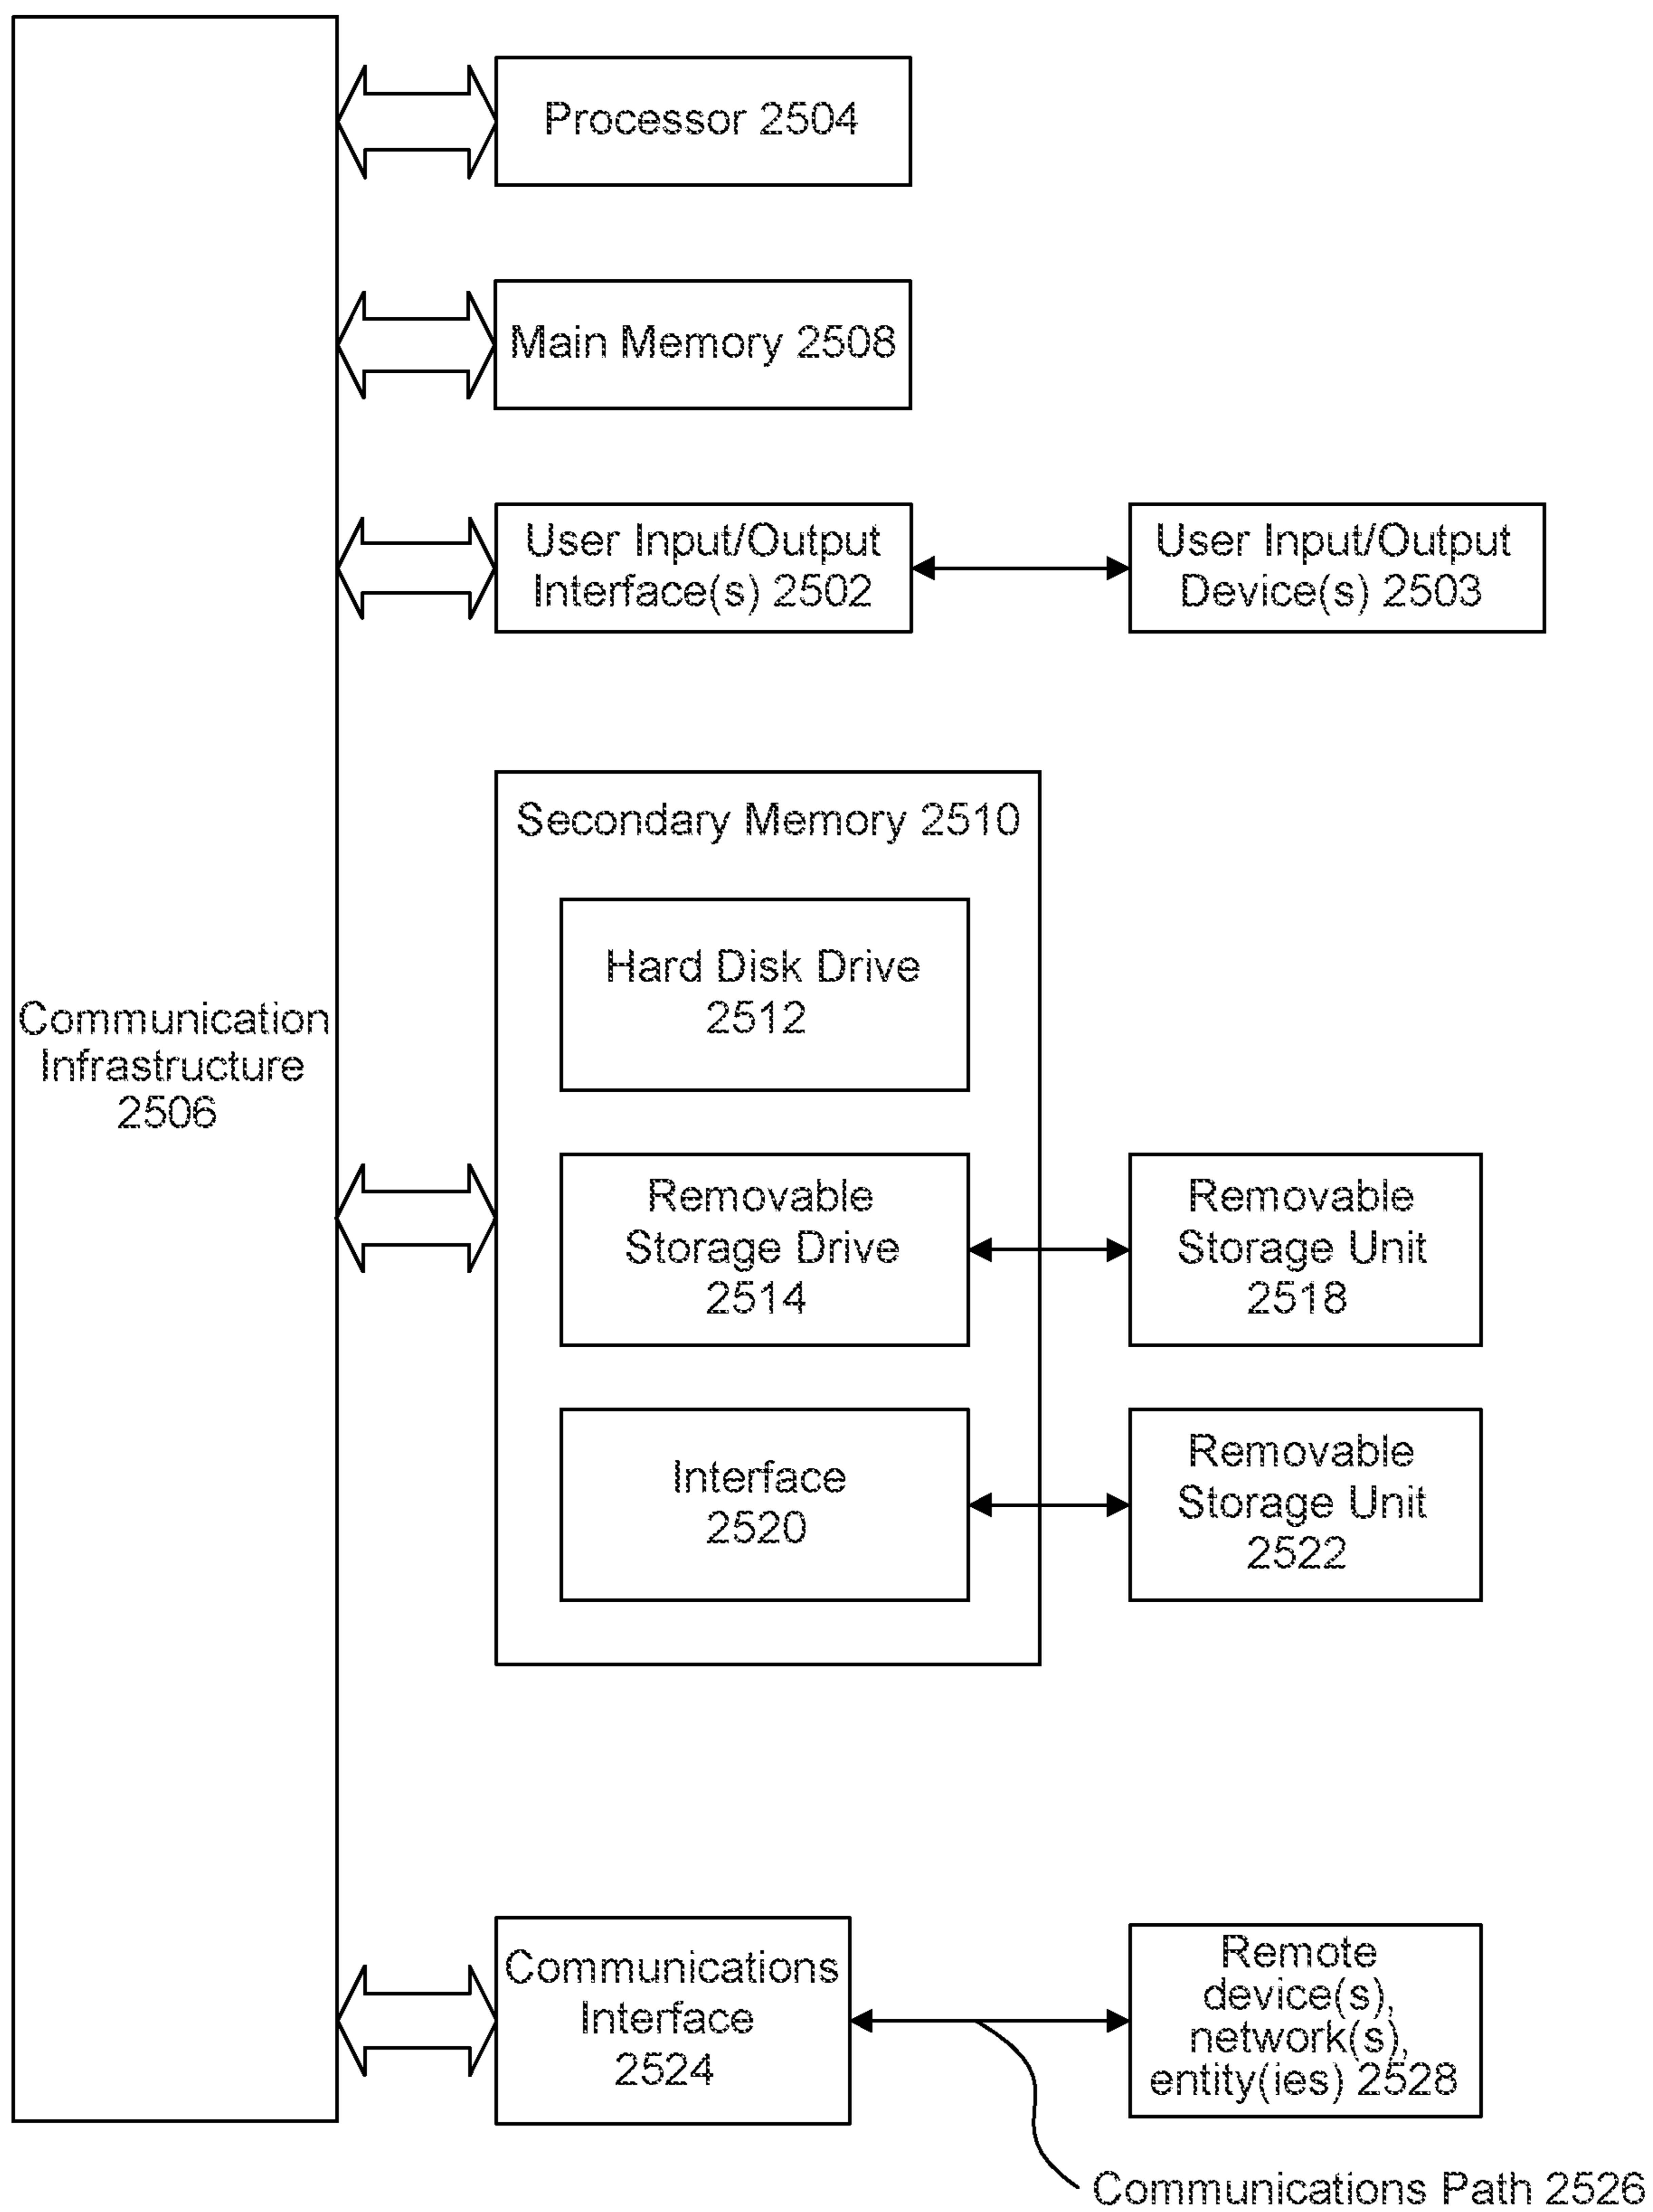 Processor 2504
Main Memory 2508
User Input/Output
Interface(s) 2502
User Input/Output
Device(s) 2503
Secondary Memory 2510
Hard Disk Drive
2512
Communication
Infrastructure
2506
Removable
Storage Drive
2514
Removable
Storage Unit
2518
Interface
2520
Removable
Storage Unit
2522
Communications
Interface
2524
Remote
device(s),
network(s),
entity(ies) 2528
Communications Path 2526